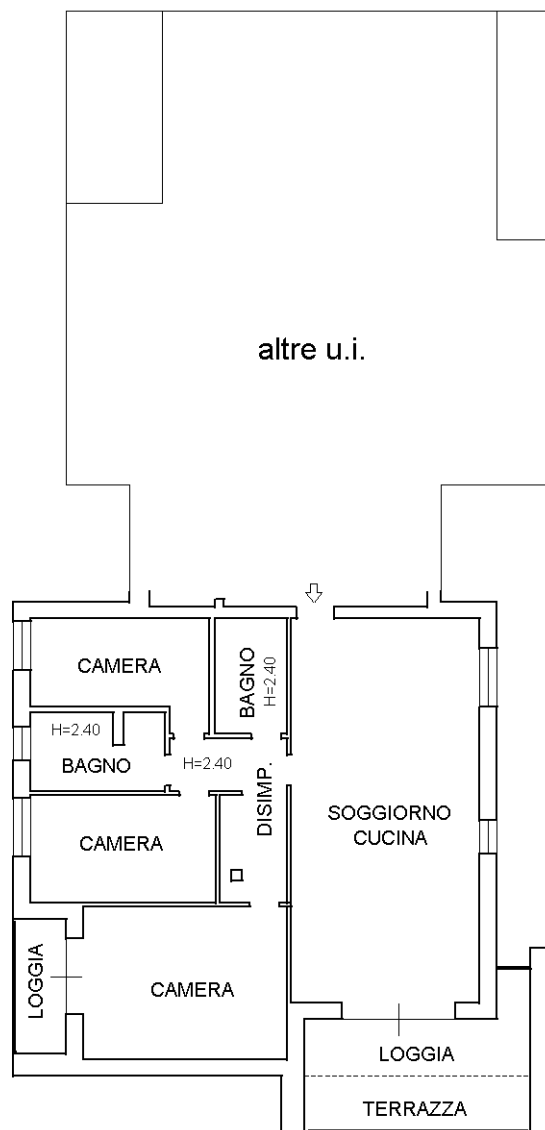 altre u.i.
CAMERA
BAGNO
H=2.40
H=2.40
BAGNO
H=2.40
DISIMP.
SOGGIORNO
CUCINA
CAMERA
LOGGIA
CAMERA
LOGGIA
TERRAZZA